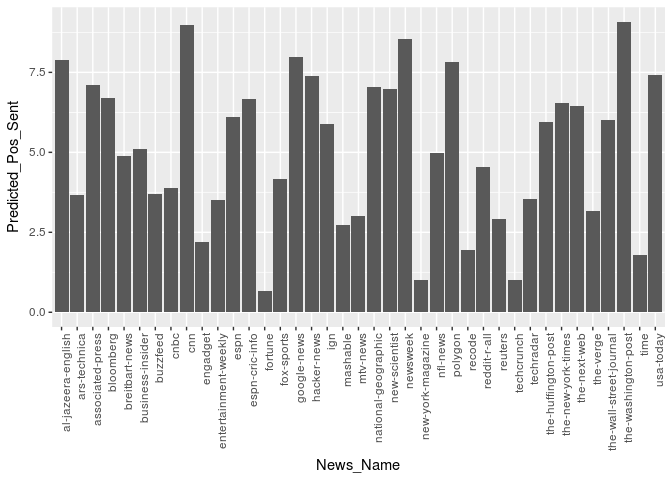 Predicted_Pos_Sent
7.5
5.0
2.5
0.0
al-jazeera-english
ars-technica
associated-press
bloomberg
breitbart-news
business-insider
buzzfeed
cnbc
cnn
engadget
entertainment-weekly
espn
espn-cric-info
fortune
fox-sports
google-news
hacker-news
ign
mashable
mtv-news
national-geographic
new-scientist
newsweek
new-york-magazine
nfl-news
polygon
recode
reddit-r-all
reuters
techcrunch
techradar
the-huffington-post
the-new-york-times
the-next-web
the-verge
the-wall-street-journal
the-washington-post
time
usa-today
News_Name